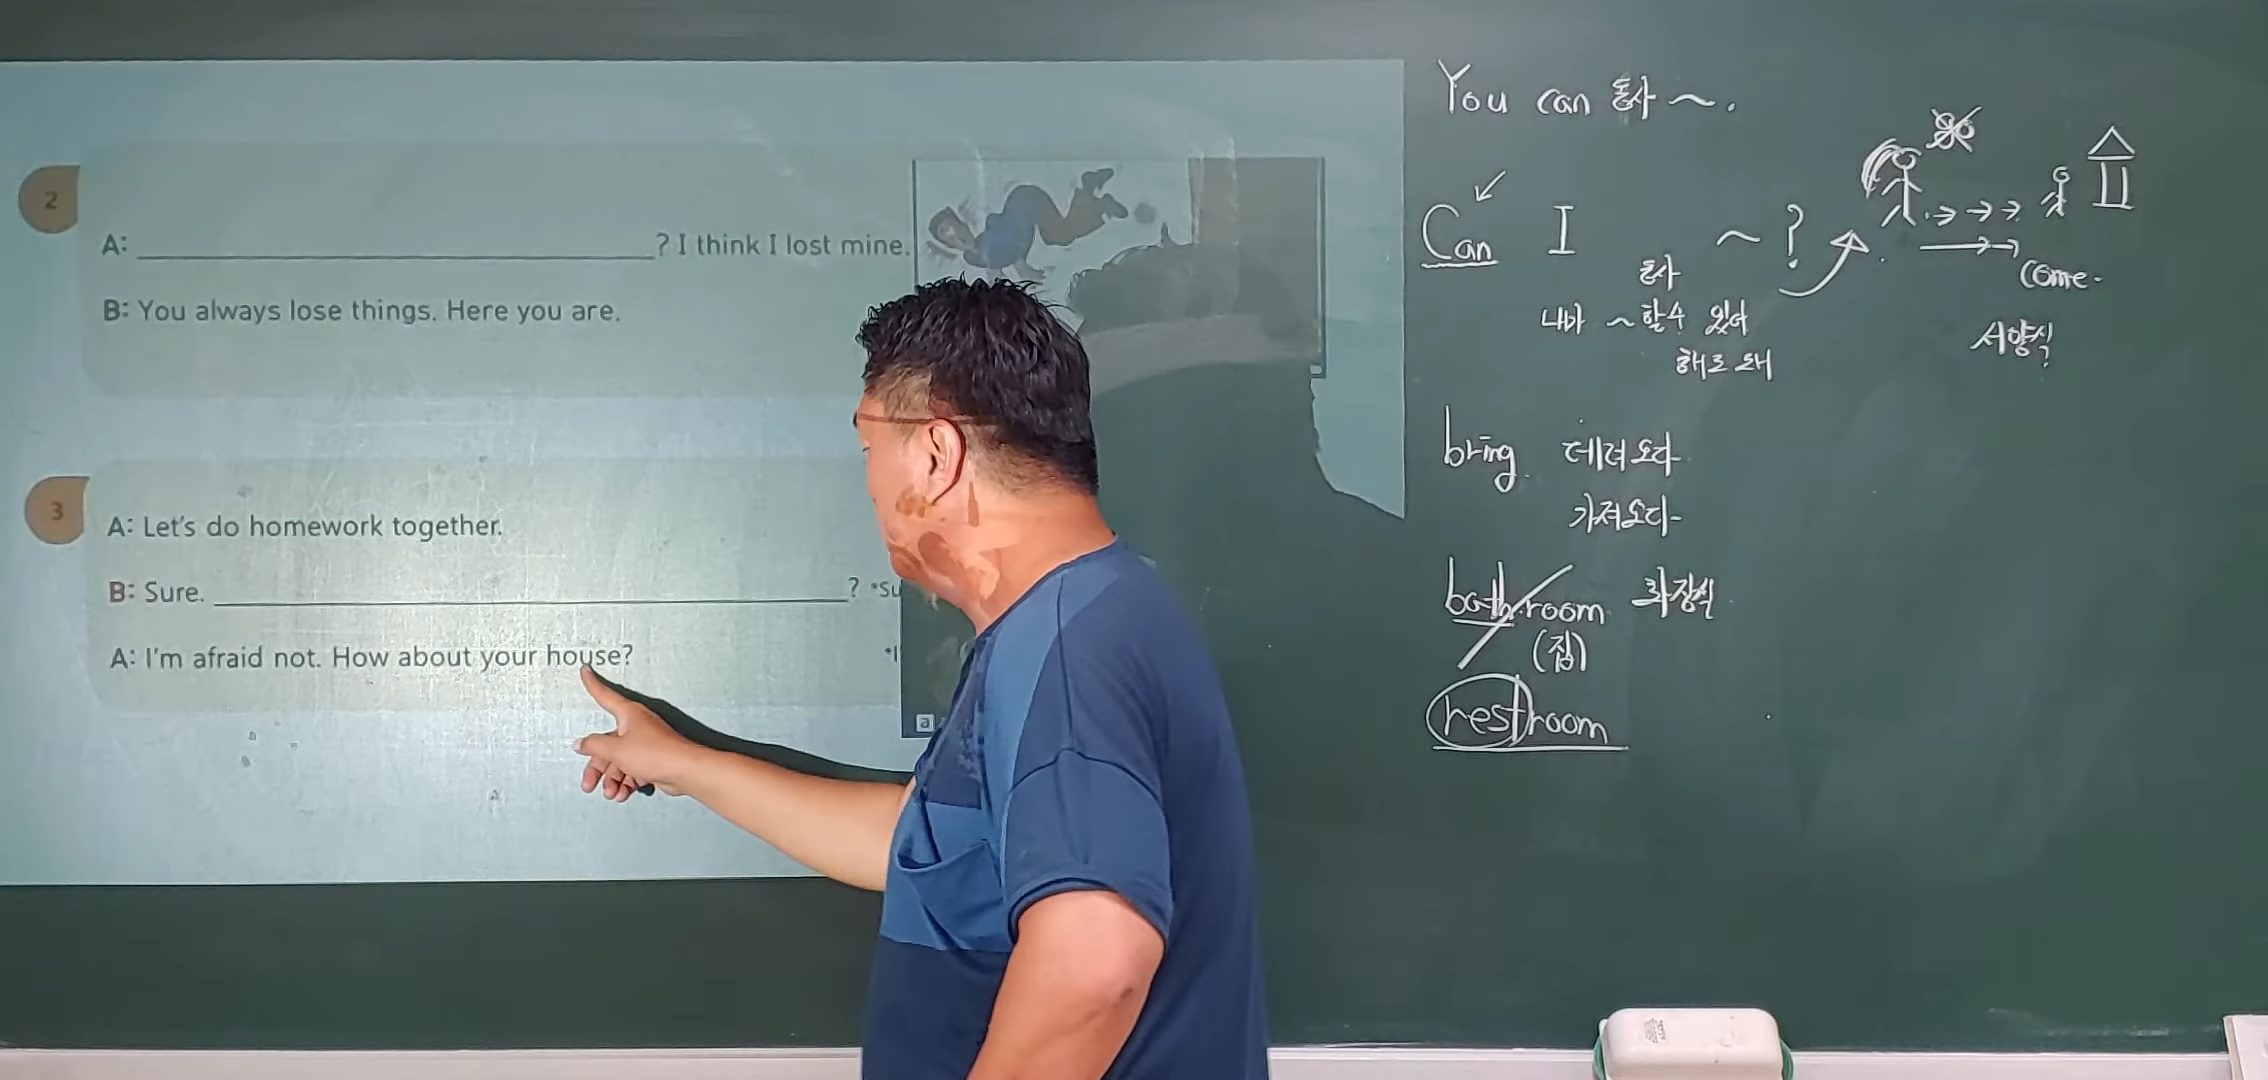 2
A: ? I think I lost mine.
B: You always lose things. Here you are.
3
A: Let's do homework together.
B: Sure. ? *Su
A: I'm afraid not. How about your house? *I
a
You can 동사 ~.
Can I 동사 ~ ?
내가 ~할 수 있어
해도 돼
come.
서양식
bring 데려오다
가져오다
bathroom 화장실
(집)
restroom